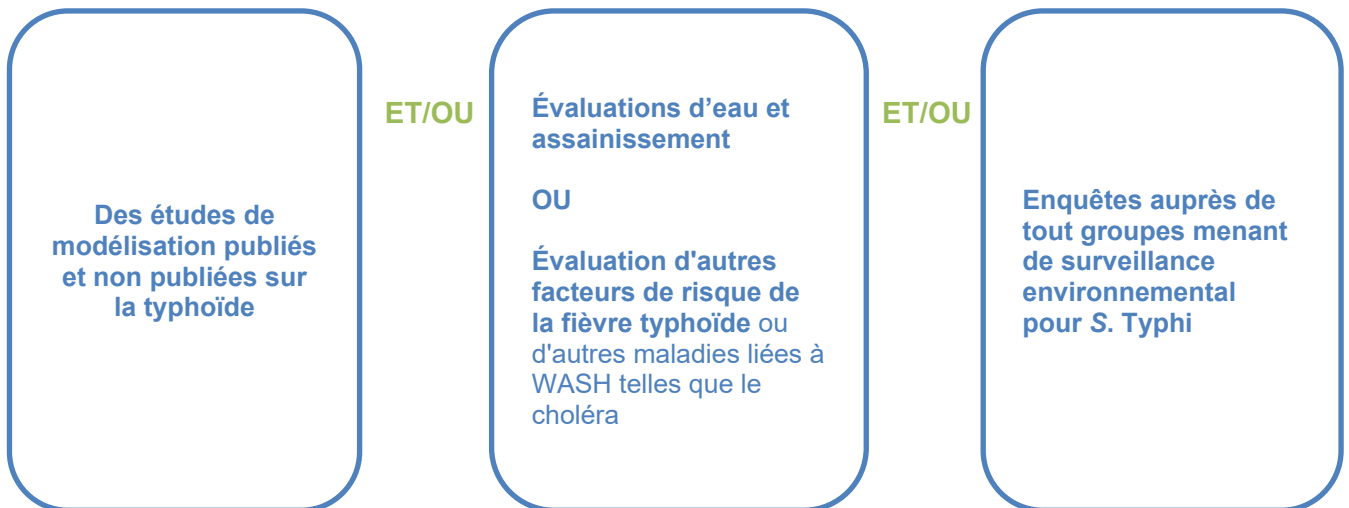 Des études de
modélisation publiés
et non publiées sur
la typhoïde
ET/OU
Évaluations d’eau et
assainissement
OU
Évaluation d'autres
facteurs de risque de
la fièvre typhoïde ou
d'autres maladies liées à
WASH telles que le
choléra
ET/OU
Enquêtes auprès de
tout groupes menant
de surveillance
environnemental
pour S. Typhi